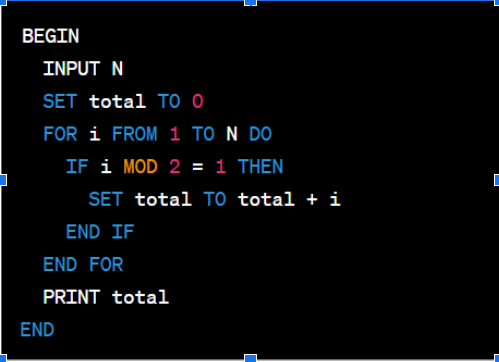 BEGIN
INPUT N
SET total TO 0
FOR i FROM 1 TO N DO
IF i MOD 2 = 1 THEN
SET total TO total + i
END IF
END FOR
PRINT total
END